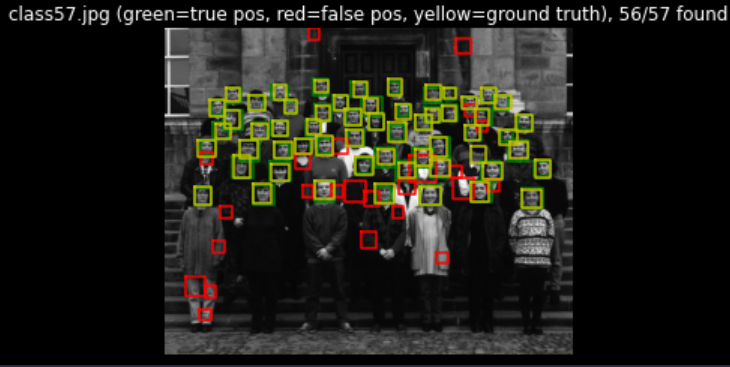 class57.jpg (green=true pos, red=false pos, yellow=ground truth), 56/57 found